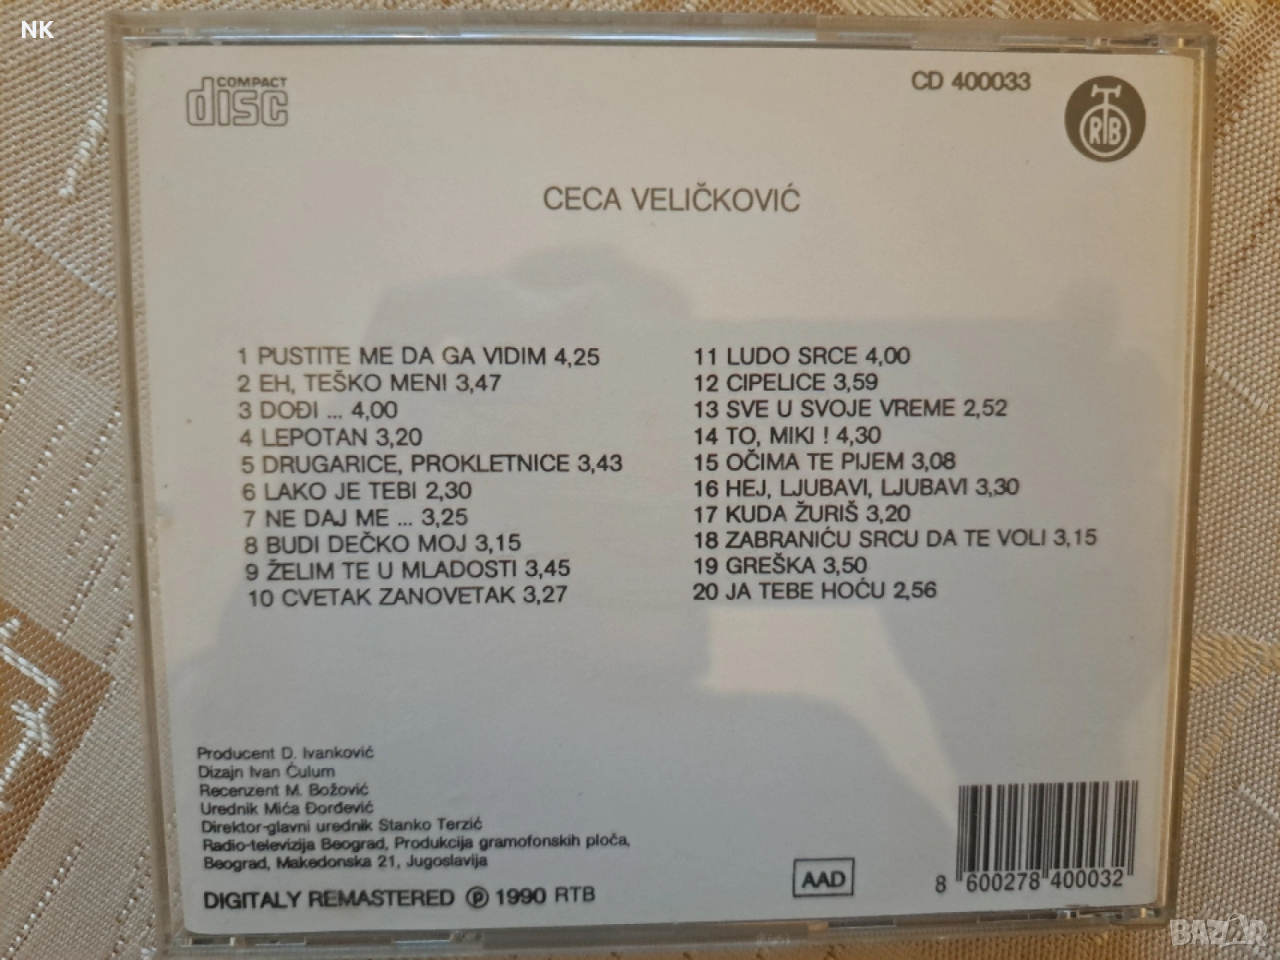 NK
COMPACT
disc
CD 400033
RTB
CECA VELIČKOVIĆ
1 PUSTITE ME DA GA VIDIM 4,25
2 EH, TEŠKO MENI 3,47
3 DOĐI ... 4,00
4 LEPOTAN 3,20
5 DRUGARICE, PROKLETNICE 3,43
6 LAKO JE TEBI 2,30
7 NE DAJ ME ... 3,25
8 BUDI DEČKO MOJ 3,15
9 ŽELIM TE U MLADOSTI 3,45
10 CVETAK ZANOVETAK 3,27
11 LUDO SRCE 4,00
12 CIPELICE 3,59
13 SVE U SVOJE VREME 2,52
14 TO, MIKI ! 4,30
15 OČIMA TE PIJEM 3,08
16 HEJ, LJUBAVI, LJUBAVI 3,30
17 KUDA ŽURIŠ 3,20
18 ZABRANIĆU SRCU DA TE VOLI 3,15
19 GREŠKA 3,50
20 JA TEBE HOĆU 2,56
Producent D. Ivanković
Dizajn Ivan Ćulum
Recenzent M. Božović
Urednik Mića Đorđević
Direktor-glavni urednik Stanko Terzić
Radio-televizija Beograd, Produkcija gramofonskih ploča,
Beograd, Makedonska 21, Jugoslavija
DIGITALY REMASTERED ℗ 1990 RTB
AAD
8 600278 400032
BAZAR